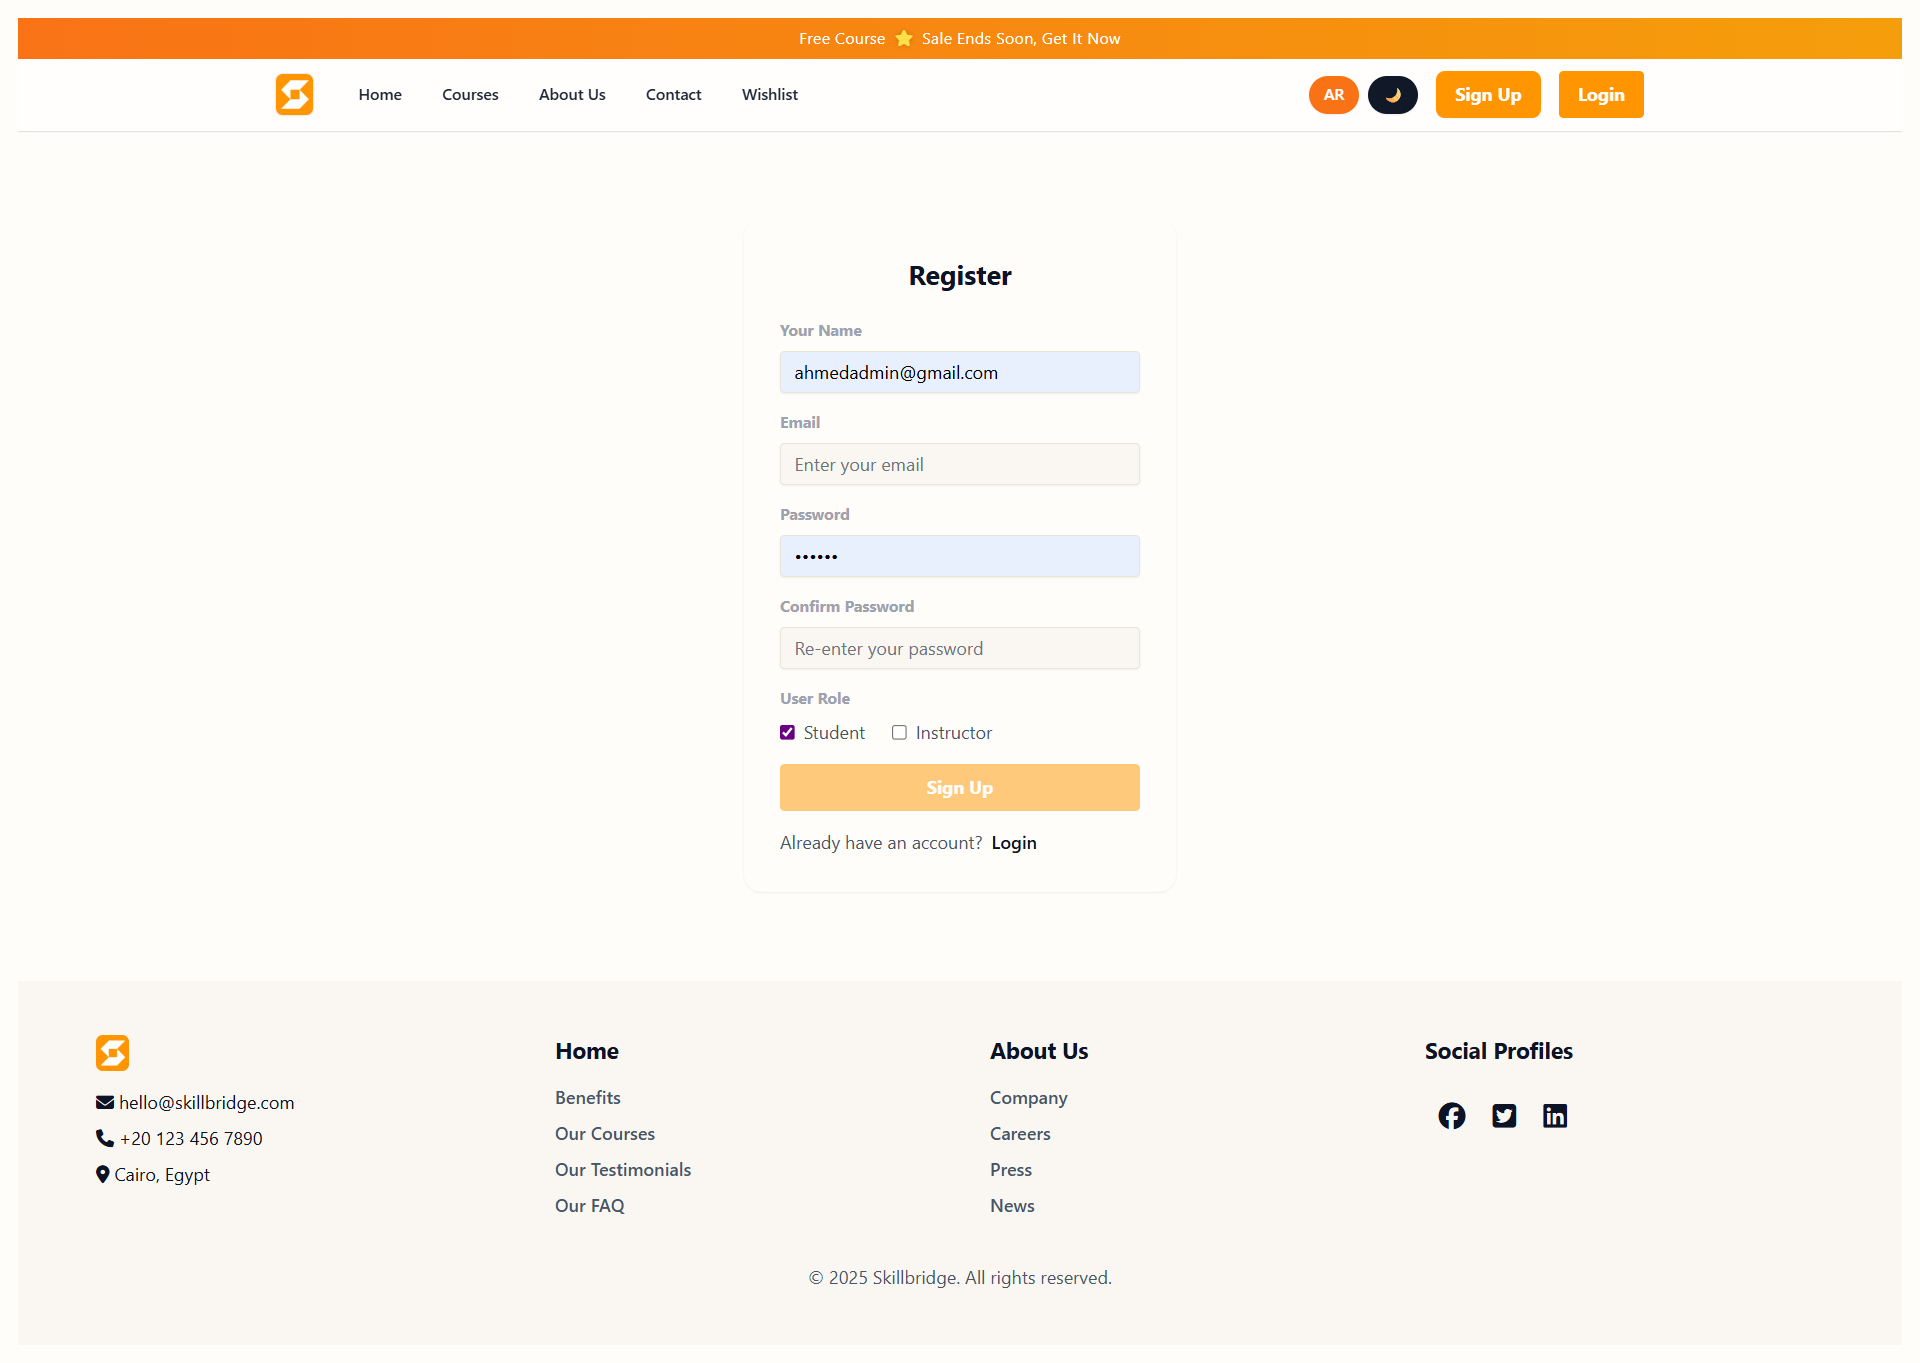 Free Course ⭐ Sale Ends Soon, Get It Now
Home Courses About Us Contact Wishlist AR Sign Up Login
Register
Your Name
ahmedadmin@gmail.com
Email
Enter your email
Password
••••••
Confirm Password
Re-enter your password
User Role
Student Instructor
Sign Up
Already have an account? Login
hello@skillbridge.com
+20 123 456 7890
Cairo, Egypt
Home
Benefits
Our Courses
Our Testimonials
Our FAQ
About Us
Company
Careers
Press
News
Social Profiles
© 2025 Skillbridge. All rights reserved.